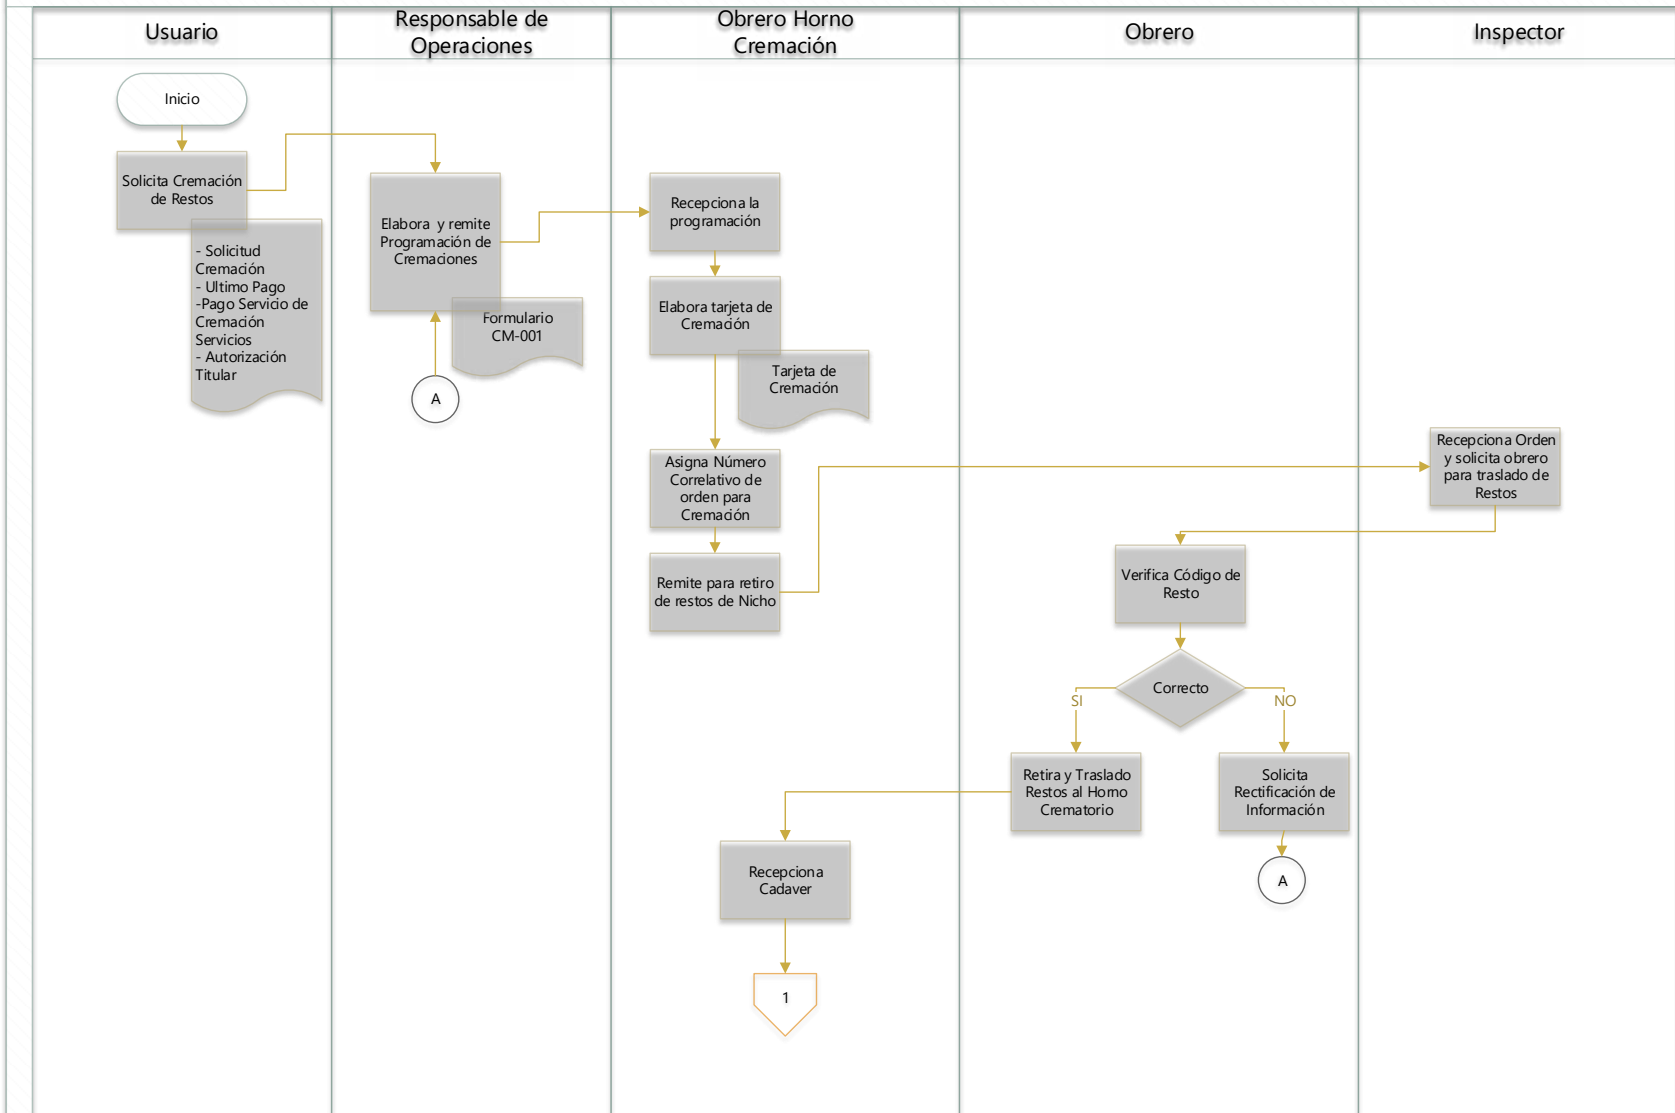 Usuario
Responsable de
Operaciones
Obrero Horno
Cremación
Obrero
Inspector
Inicio
Solicita Cremación
de Restos
- Solicitud
Cremación
- Ultimo Pago
-Pago Servicio de
Cremación
Servicios
- Autorización
Titular
Elabora y remite
Programación de
Cremaciones
Formulario
CM-001
A
Recepciona la
programación
Elabora tarjeta de
Cremación
Tarjeta de
Cremación
Asigna Número
Correlativo de
orden para
Cremación
Remite para retiro
de restos de Nicho
Recepciona Orden
y solicita obrero
para traslado de
Restos
Verifica Código de
Resto
Correcto
SI
NO
Retira y Traslado
Restos al Horno
Crematorio
Solicita
Rectificación de
Información
A
Recepciona
Cadaver
1